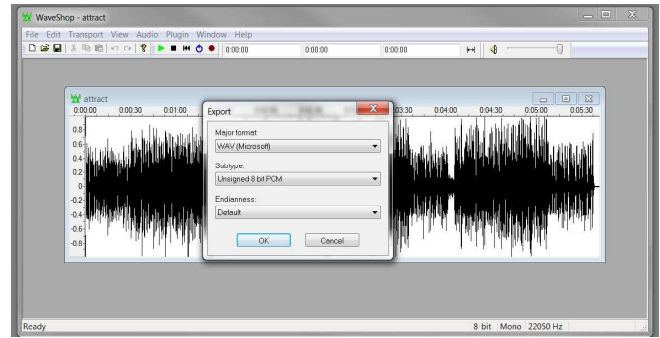 WaveShop - attract
File Edit Transport View Audio Plugin Window Help
0:00:00 0:00:00 0:00:00
attract
0:00:00 0:00:30 0:01:00 0:03:30 0:04:00 0:04:30 0:05:00 0:05:30
Export
Major format:
WAV (Microsoft)
Subtype:
Unsigned 8 bit PCM
Endianness:
Default
OK Cancel
0.8
0.6
0.4
0.2
0
-0.2
-0.4
-0.6
-0.8
Ready 8 bit Mono 22050 Hz